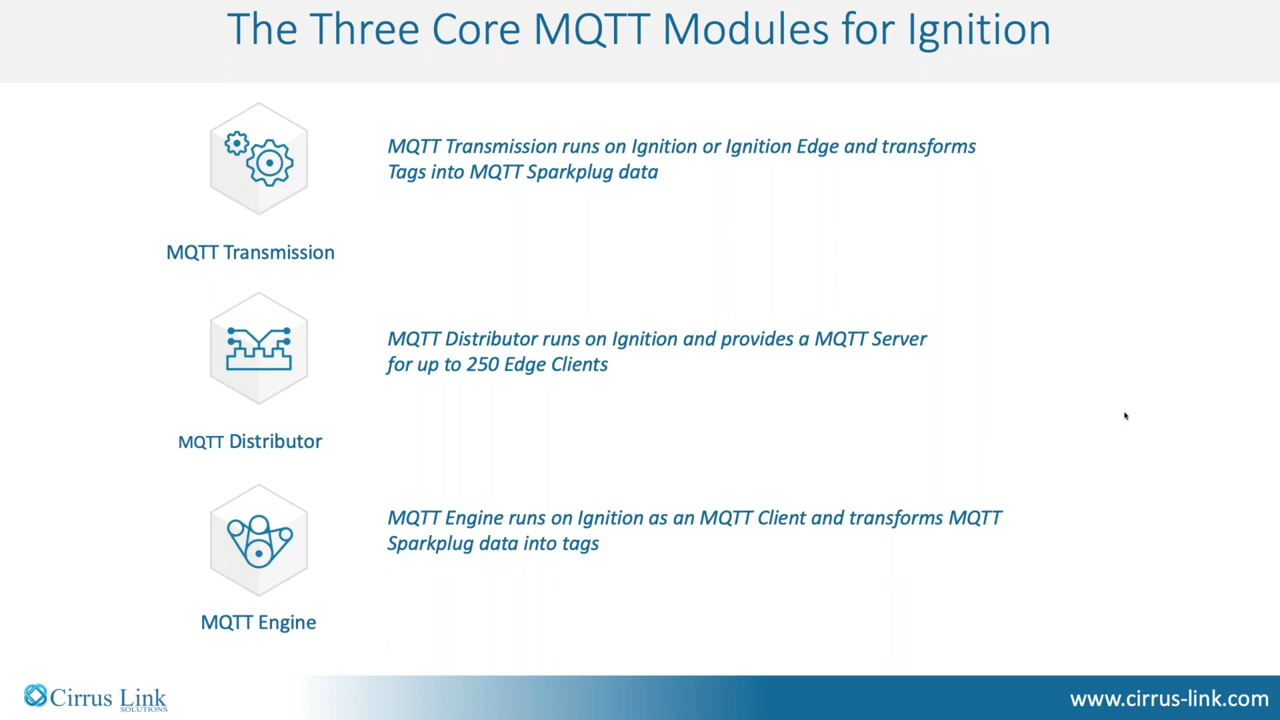 The Three Core MQTT Modules for Ignition
MQTT Transmission runs on Ignition or Ignition Edge and transforms
Tags into MQTT Sparkplug data
MQTT Transmission
MQTT Distributor runs on Ignition and provides a MQTT Server
for up to 250 Edge Clients
MQTT Distributor
MQTT Engine runs on Ignition as an MQTT Client and transforms MQTT
Sparkplug data into tags
MQTT Engine
Cirrus Link
SOLUTIONS
www.cirrus-link.com